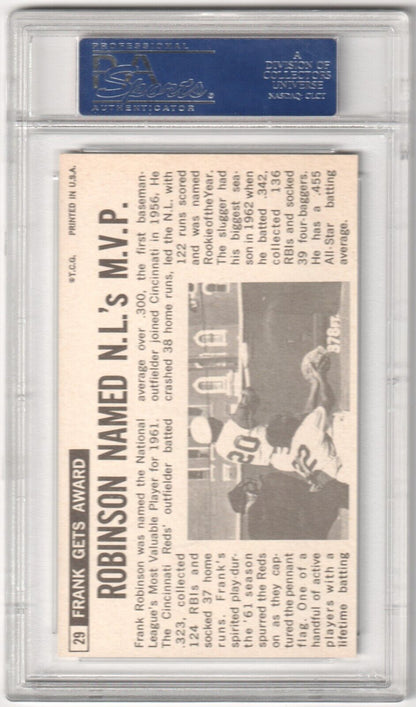 PROFESSIONAL
PSA
Sports
AUTHENTICATOR
A
DIVISION OF
COLLECTORS
UNIVERSE
NASDAQ: CLCT
29 FRANK GETS AWARD
©T.C.G. PRINTED IN U.S.A.
ROBINSON NAMED N.L.'s M.V.P.
Frank Robinson was named the National
League's Most Valuable Player for 1961.
The Cincinnati Reds' outfielder batted
.323, collected
124 RBIs and
socked 37 home
runs. Frank's
spirited play dur-
ing the '61 season
spurred the Reds
on as they cap-
tured the pennant
flag. One of a
handful of active
players with a
lifetime batting
average over .300, the first baseman-
outfielder joined Cincinnati in 1956. He
crashed 38 home runs, led the N.L. with
122 runs scored
and was named
Rookie of the Year.
The slugger had
his biggest sea-
son in 1962 when
he batted .342,
collected 136
RBIs and socked
39 four-baggers.
He has a .455
All-Star batting
average.
20
2
378FT.